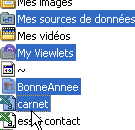 Mes images
Mes sources de données
Mes vidéos
My Viewlets
~
BonneAnnee
carnet
contact